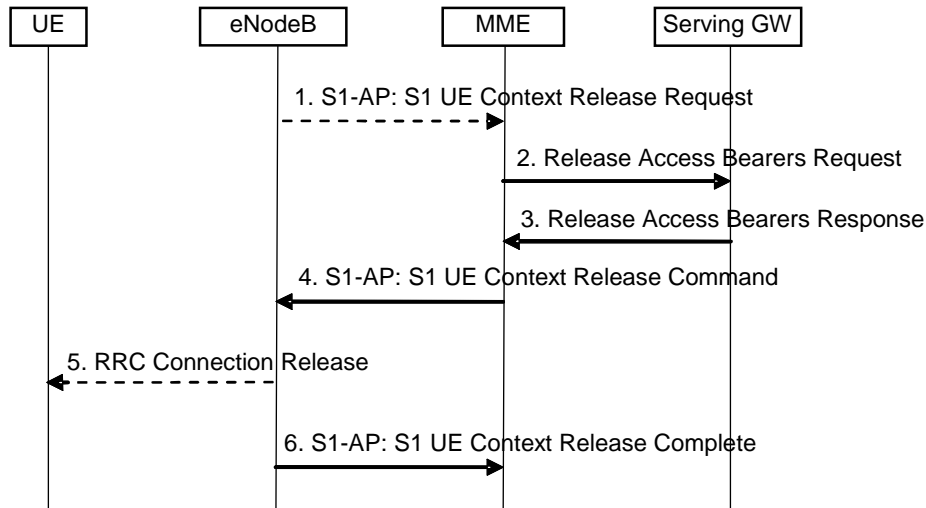 UE
eNodeB
MME
Serving GW
1. S1-AP: S1 UE Context Release Request
2. Release Access Bearers Request
3. Release Access Bearers Response
4. S1-AP: S1 UE Context Release Command
5. RRC Connection Release
6. S1-AP: S1 UE Context Release Complete